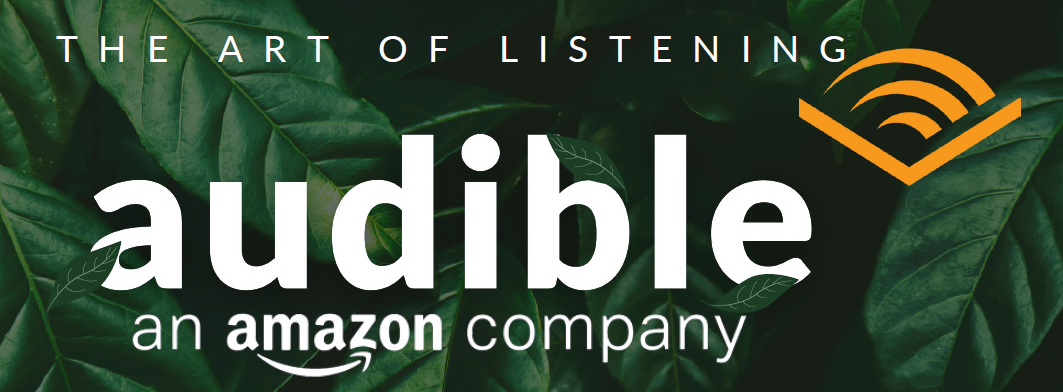 THE ART OF LISTENING
audible
an amazon company